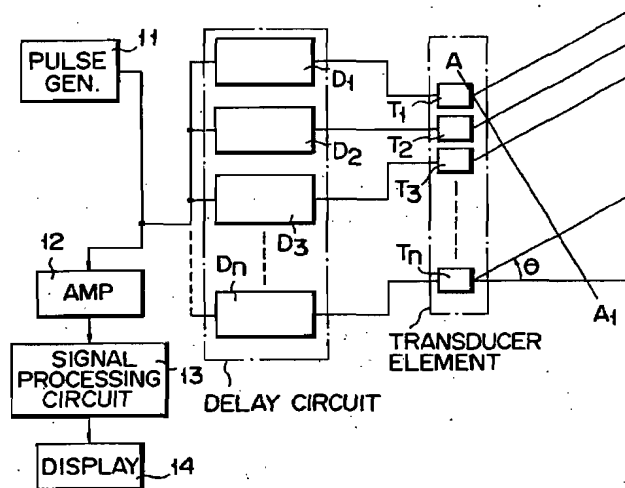 11
PULSE
GEN.
D1
D2
D3
Dn
A
T1
T2
T3
Tn
θ
A1
12
AMP
SIGNAL
PROCESSING
CIRCUIT
13
DELAY CIRCUIT
TRANSDUCER
ELEMENT
DISPLAY
14